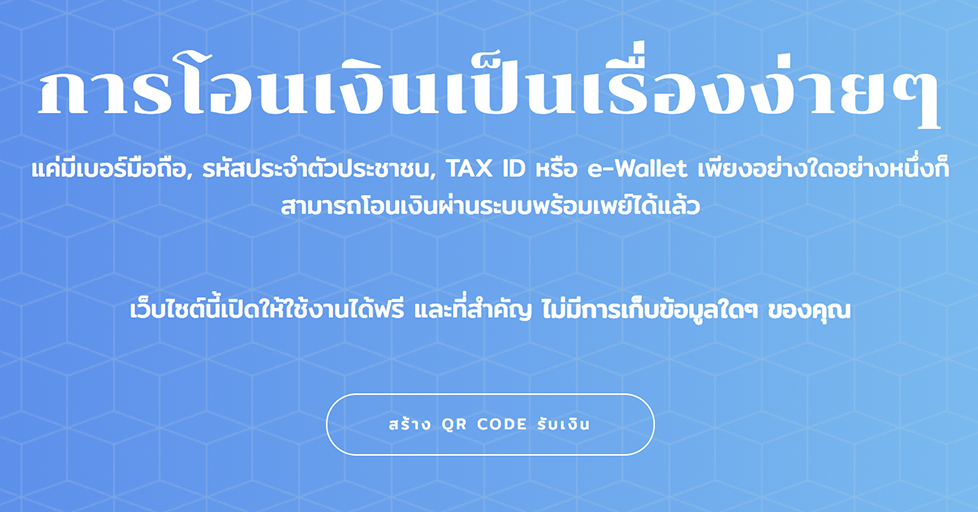 การโอนเงินเป็นเรื่องง่ายๆ
แค่มีเบอร์มือถือ, รหัสประจำตัวประชาชน, TAX ID หรือ e-Wallet เพียงอย่างใดอย่างหนึ่งก็
สามารถโอนเงินผ่านระบบพร้อมเพย์ได้แล้ว
เว็บไซต์นี้เปิดให้ใช้งานได้ฟรี และที่สำคัญ ไม่มีการเก็บข้อมูลใดๆ ของคุณ
สร้าง QR CODE รับเงิน